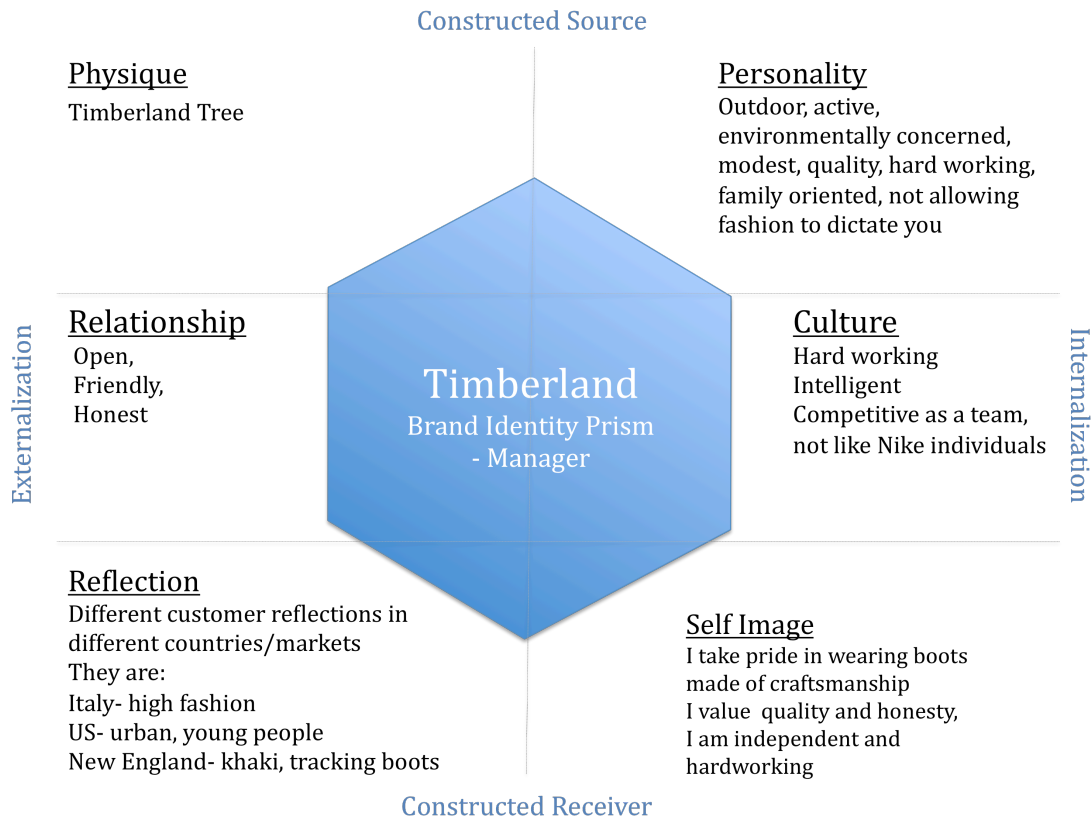 Constructed Source
Physique
Timberland Tree
Personality
Outdoor, active,
environmentally concerned,
modest, quality, hard working,
family oriented, not allowing
fashion to dictate you
Externalization
Relationship
Open,
Friendly,
Honest
Timberland
Brand Identity Prism
- Manager
Culture
Hard working
Intelligent
Competitive as a team,
not like Nike individuals
Internalization
Reflection
Different customer reflections in
different countries/markets
They are:
Italy- high fashion
US- urban, young people
New England- khaki, tracking boots
Self Image
I take pride in wearing boots
made of craftsmanship
I value  quality and honesty,
I am independent and
hardworking
Constructed Receiver